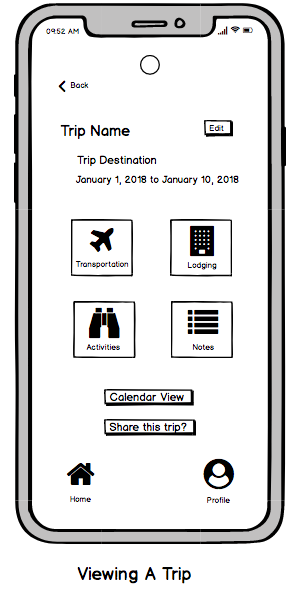 09:52 AM
Back
Trip Name
Edit
Trip Destination
January 1, 2018 to January 10, 2018
Transportation
Lodging
Activities
Notes
Calendar View
Share this trip?
Home
Profile
Viewing A Trip